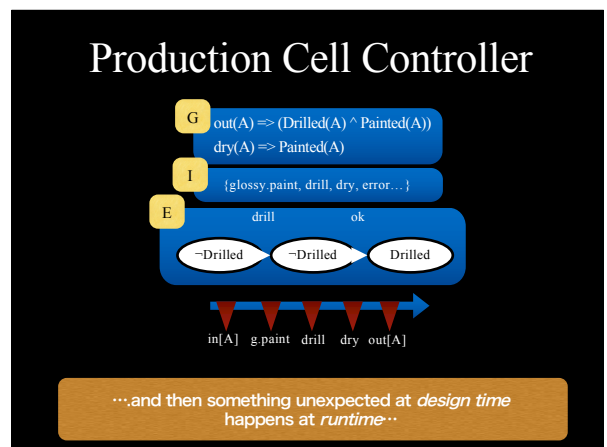 Production Cell Controller
G
out(A) => (Drilled(A) ^ Painted(A))
dry(A) => Painted(A)
I
{glossy.paint, drill, dry, error…}
E
drill ok
¬Drilled ¬Drilled Drilled
in[A] g.paint drill dry out[A]
….and then something unexpected at design time
happens at runtime…